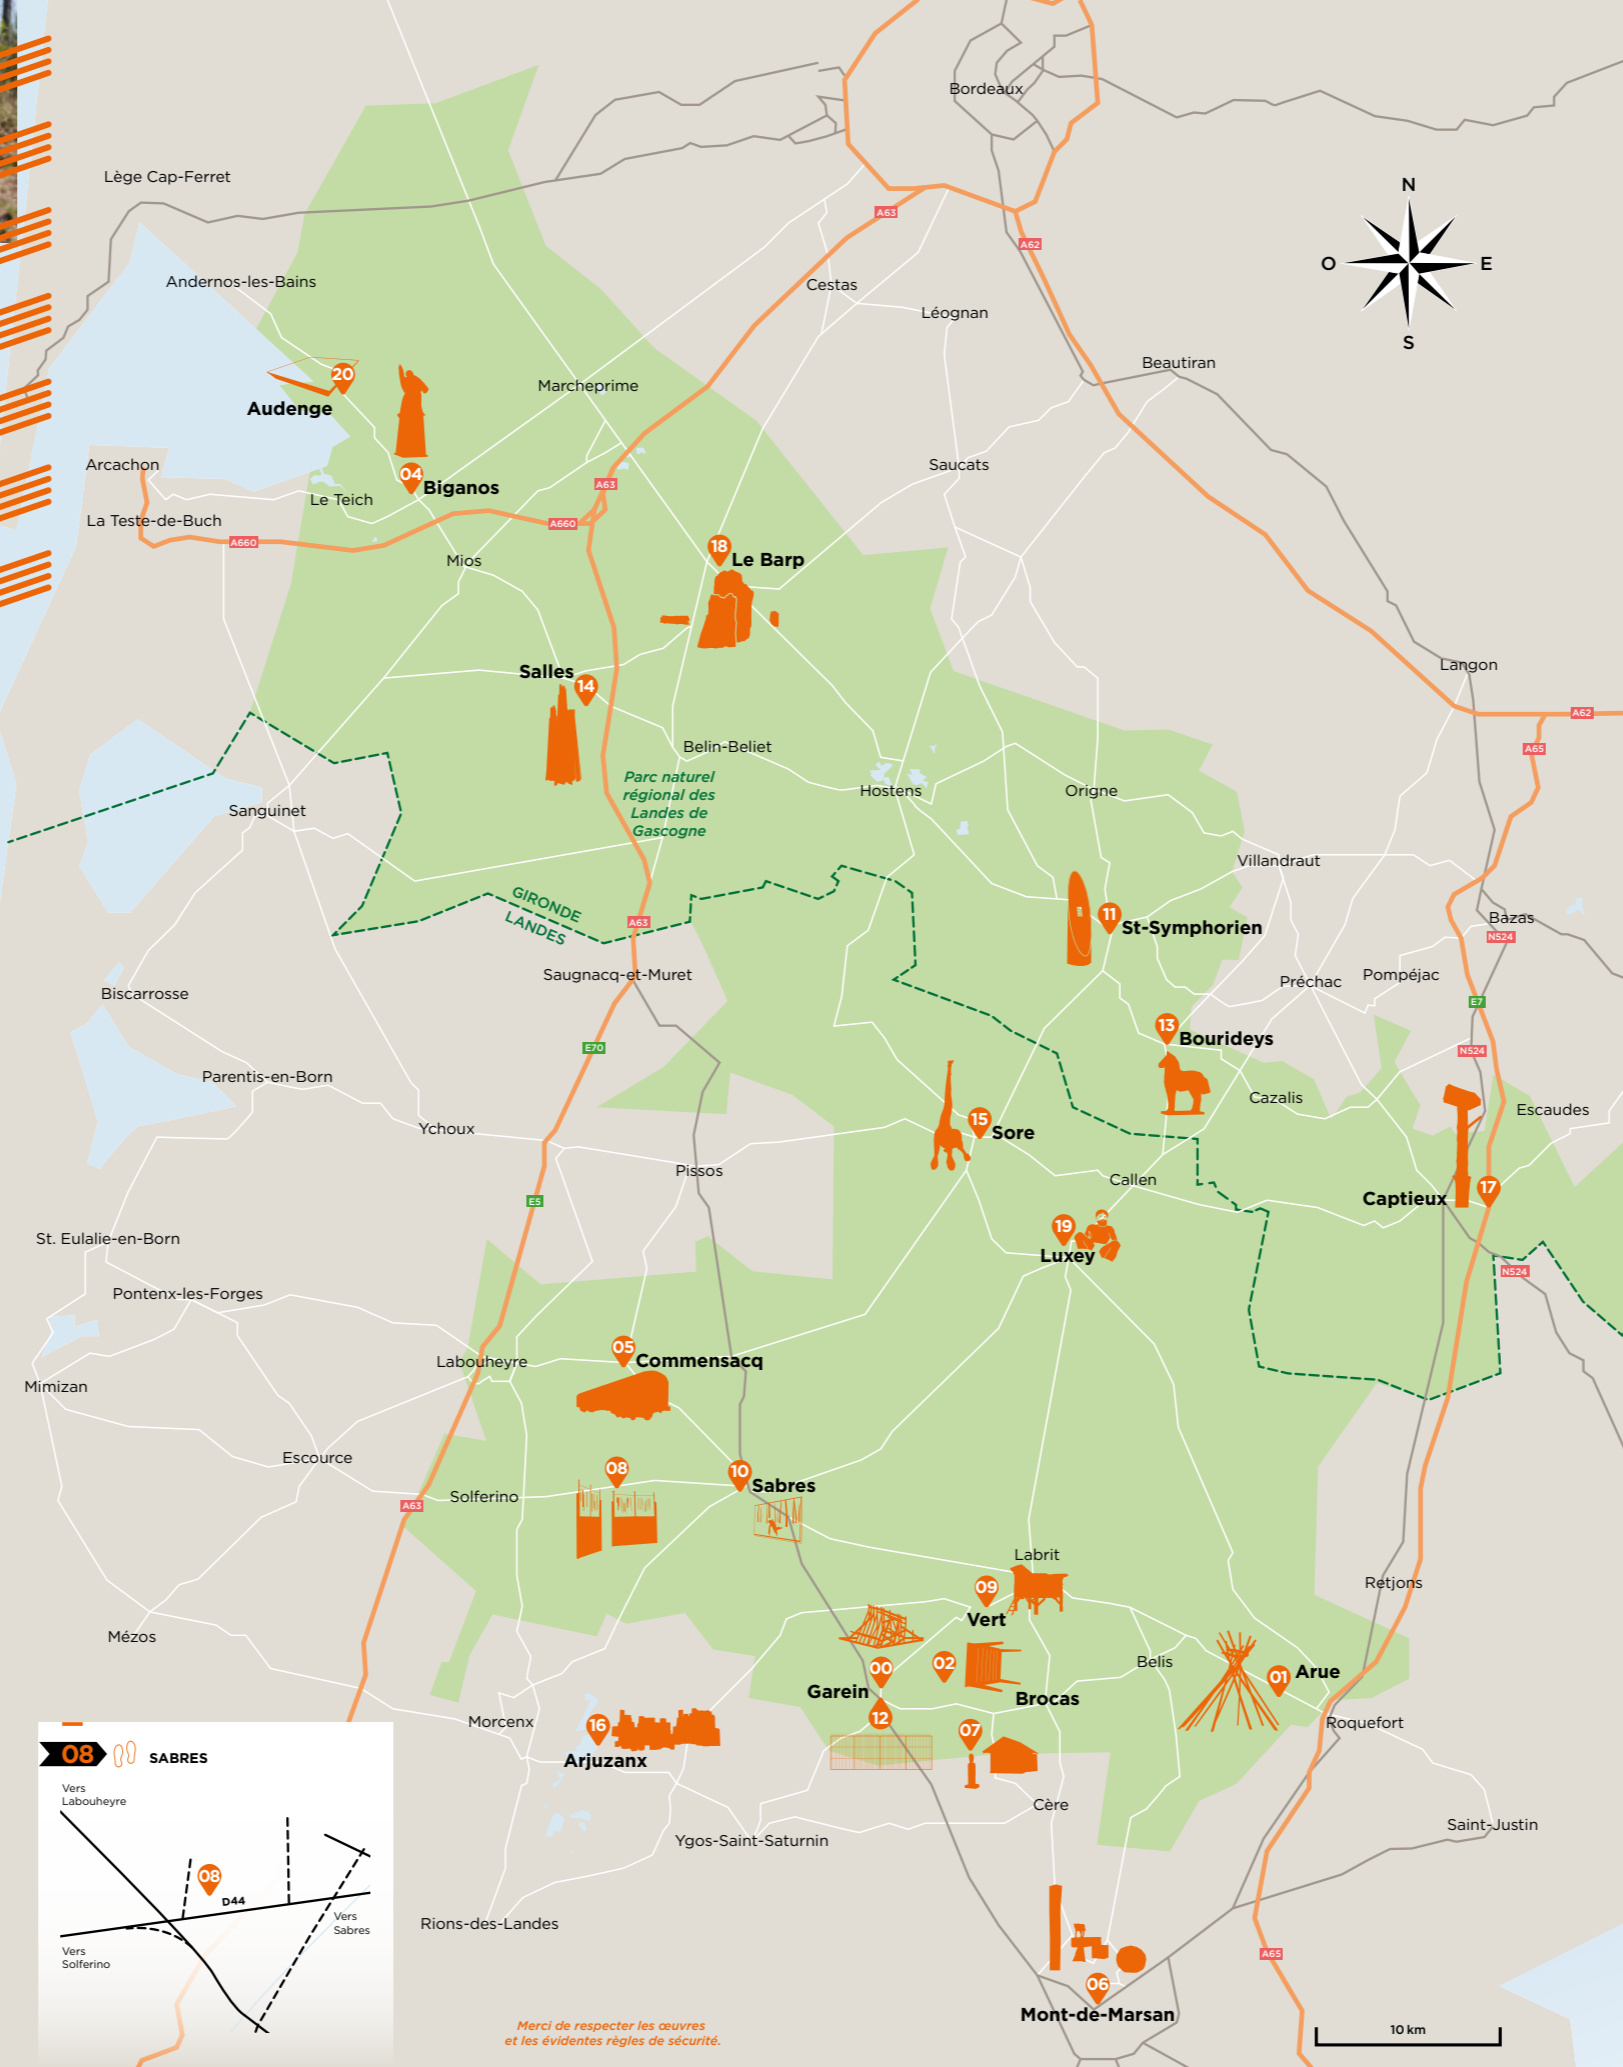 Bordeaux
Lège Cap-Ferret
N
A63
A62
O
E
S
Andernos-les-Bains
Cestas
Léognan
Beautiran
20
Audenge
Marcheprime
Arcachon
04
Biganos
Le Teich
A63
Saucats
La Teste-de-Buch
A660
A660
Mios
18
Le Barp
Salles
14
Langon
A62
A65
Belin-Beliet
Parc naturel
régional des
Landes de
Gascogne
Hostens
Origne
Sanguinet
Villandraut
GIRONDE
LANDES
A63
11
St-Symphorien
Bazas
N524
Saugnacq-et-Muret
Préchac
Pompéjac
Biscarrosse
E7
13
Bourideys
E70
N524
Parentis-en-Born
Cazalis
Escaudes
Ychoux
15
Sore
Pissos
Callen
Captieux
17
E5
19
Luxey
St. Eulalie-en-Born
N524
Pontenx-les-Forges
05
Commensacq
Labouheyre
Mimizan
Escource
08
10
Sabres
Solferino
A63
Labrit
09
Vert
Retjons
Mézos
00
02
Belis
01
Arue
Garein
Brocas
12
07
Morcenx
16
Arjuzanx
Roquefort
Cère
Ygos-Saint-Saturnin
Saint-Justin
Rions-des-Landes
A65
06
Mont-de-Marsan
08
SABRES
Vers
Labouheyre
08
D44
Vers
Sabres
Vers
Solferino
Merci de respecter les œuvres
et les évidentes règles de sécurité.
10 km